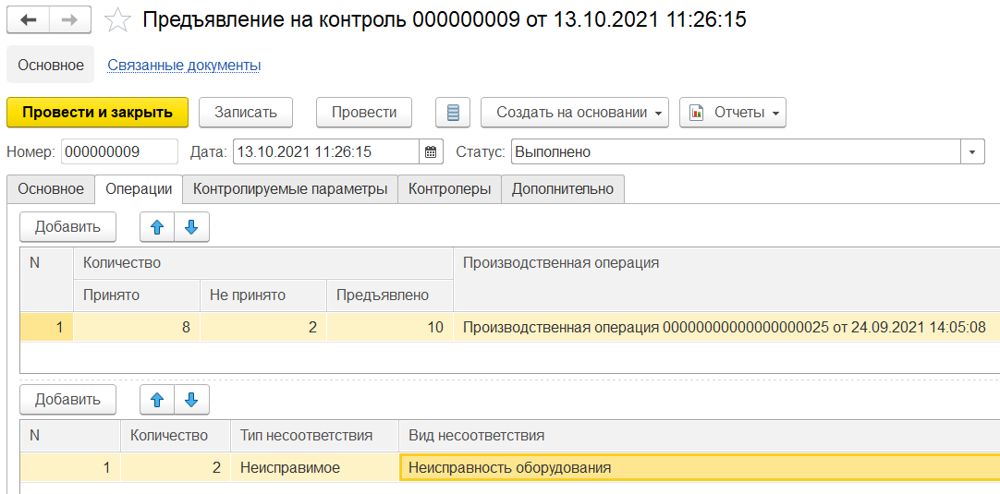 Предъявление на контроль 000000009 от 13.10.2021 11:26:15
Основное Связанные документы
Провести и закрыть Записать Провести Создать на основании Отчеты
Номер: 000000009 Дата: 13.10.2021 11:26:15 Статус: Выполнено
Основное Операции Контролируемые параметры Контролеры Дополнительно
Добавить
N Количество Производственная операция
Принято Не принято Предъявлено
1 8 2 10 Производственная операция 00000000000000000025 от 24.09.2021 14:05:08
Добавить
N Количество Тип несоответствия Вид несоответствия
1 2 Неисправимое Неисправность оборудования